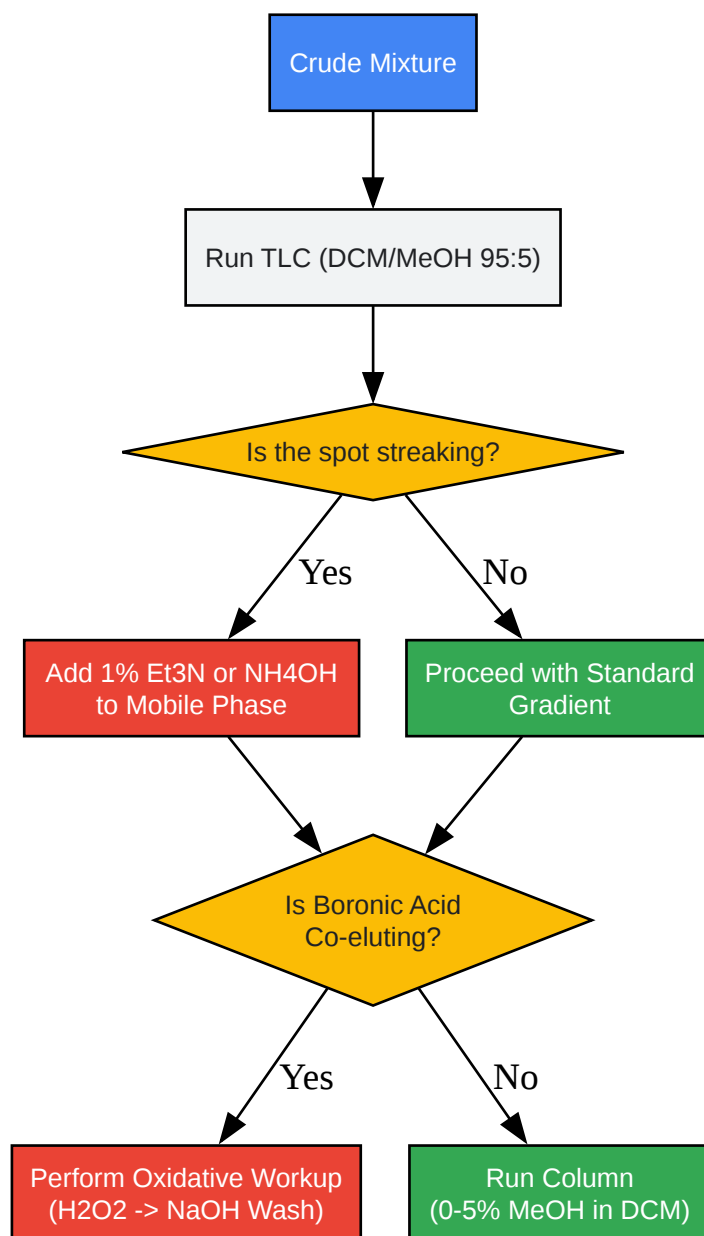 Crude Mixture
Run TLC (DCM/MeOH 95:5)
Is the spot streaking?
Yes
No
Add 1% Et3N or NH4OH
to Mobile Phase
Proceed with Standard
Gradient
Is Boronic Acid
Co-eluting?
Yes
No
Perform Oxidative Workup
(H2O2 -> NaOH Wash)
Run Column
(0-5% MeOH in DCM)